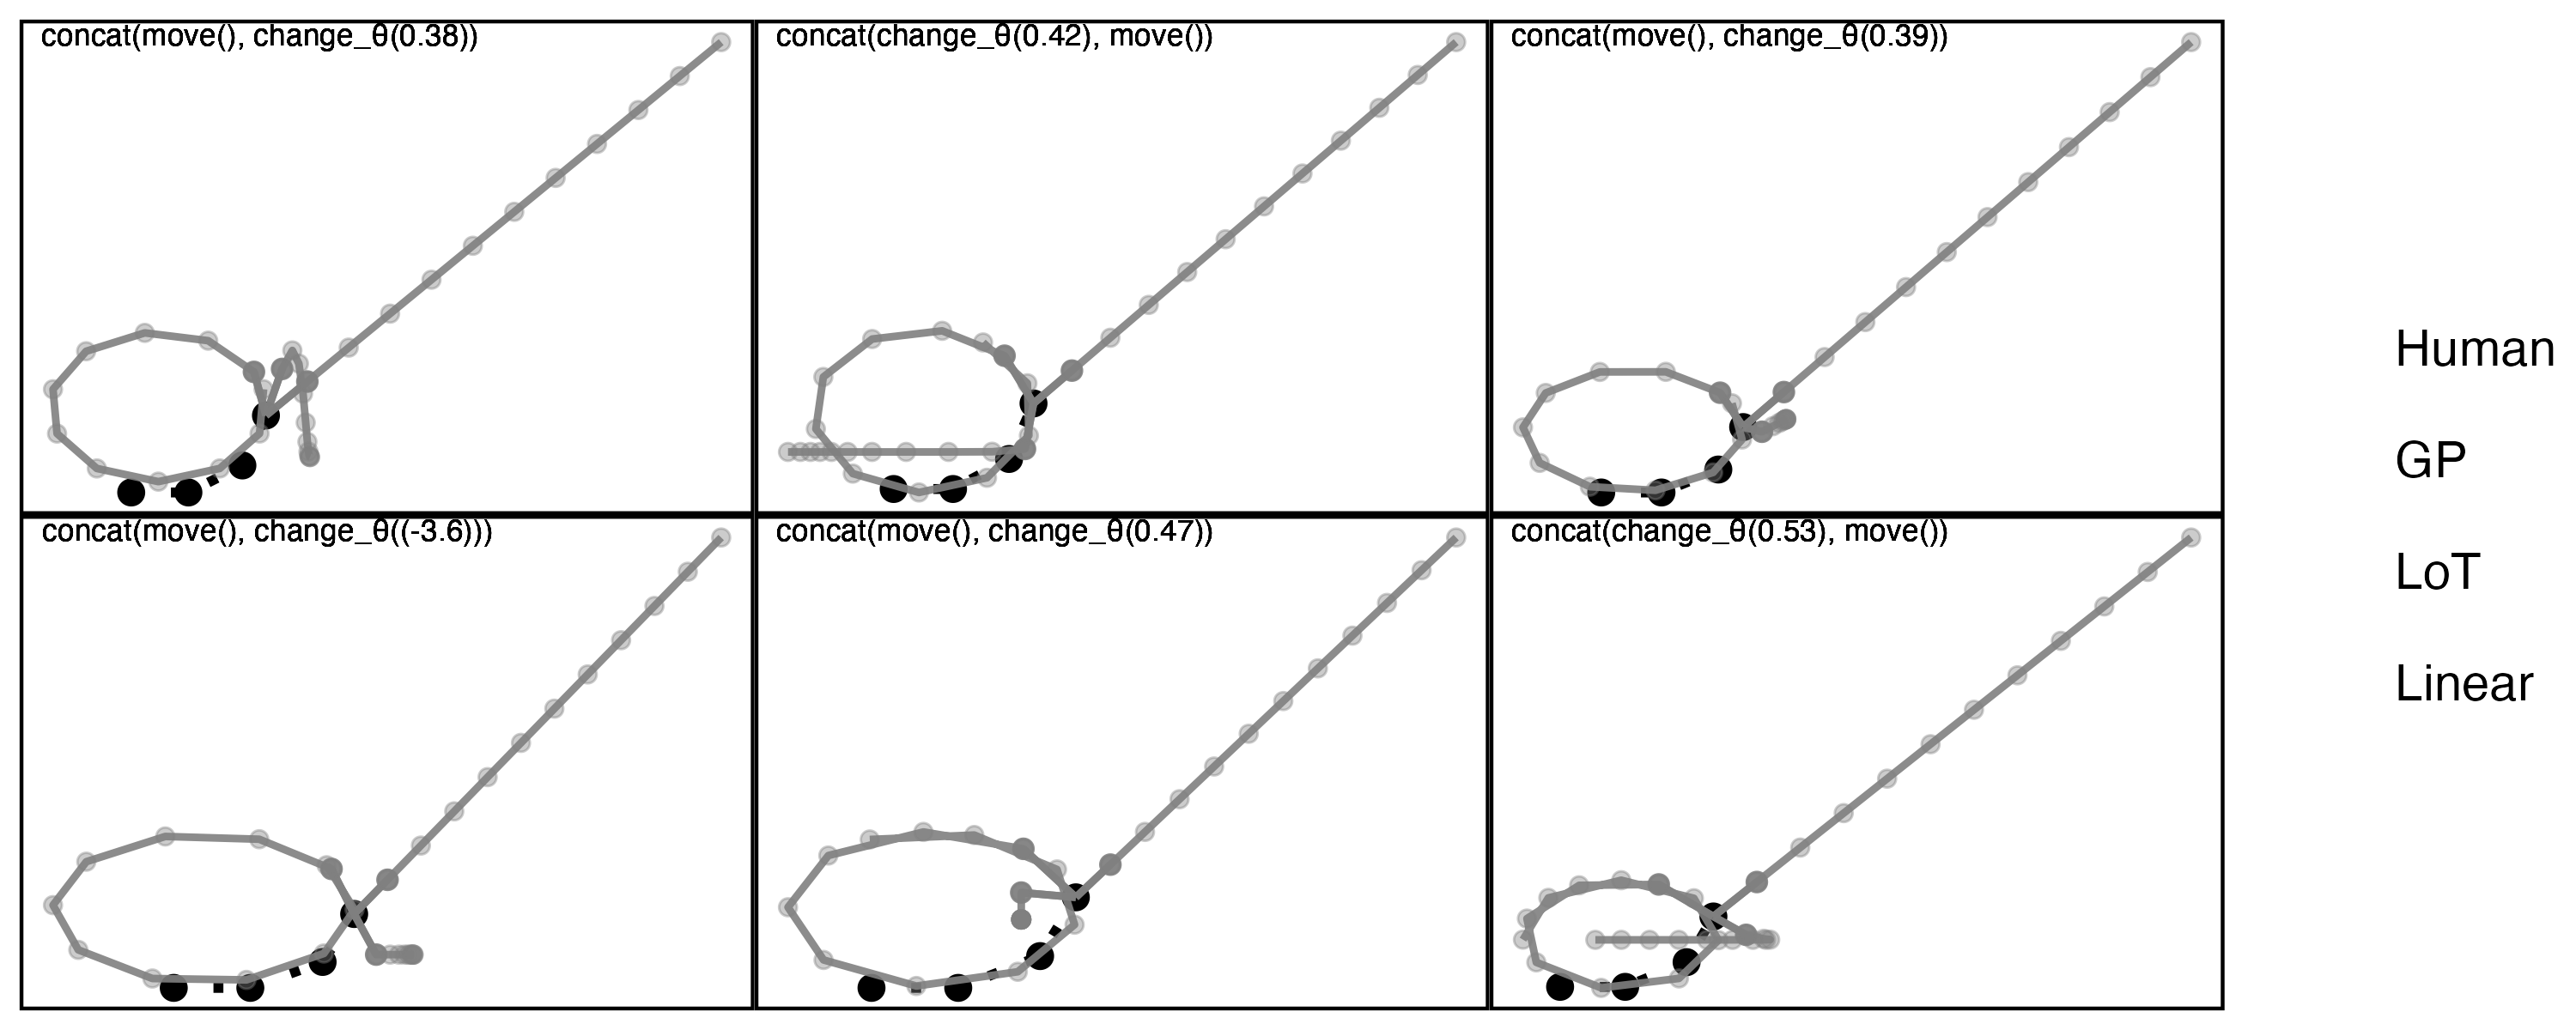 concat(move(), change_θ(0.38))
concat(change_θ(0.42), move())
concat(move(), change_θ(0.39))
concat(move(), change_θ((-3.6)))
concat(move(), change_θ(0.47))
concat(change_θ(0.53), move())
Human
GP
LoT
Linear